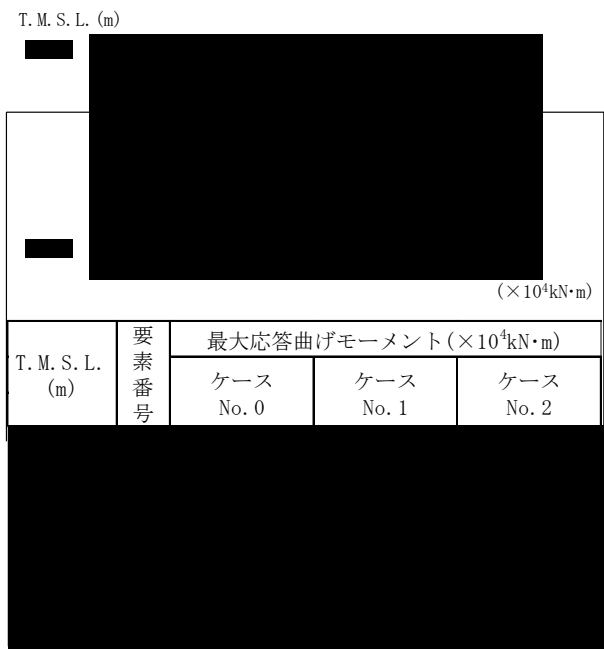 T.M.S.L.(m)
(×10⁴kN・m)
T.M.S.L.
(m)
要素番号
最大応答曲げモーメント(×10⁴kN・m)
ケース
No.0
ケース
No.1
ケース
No.2